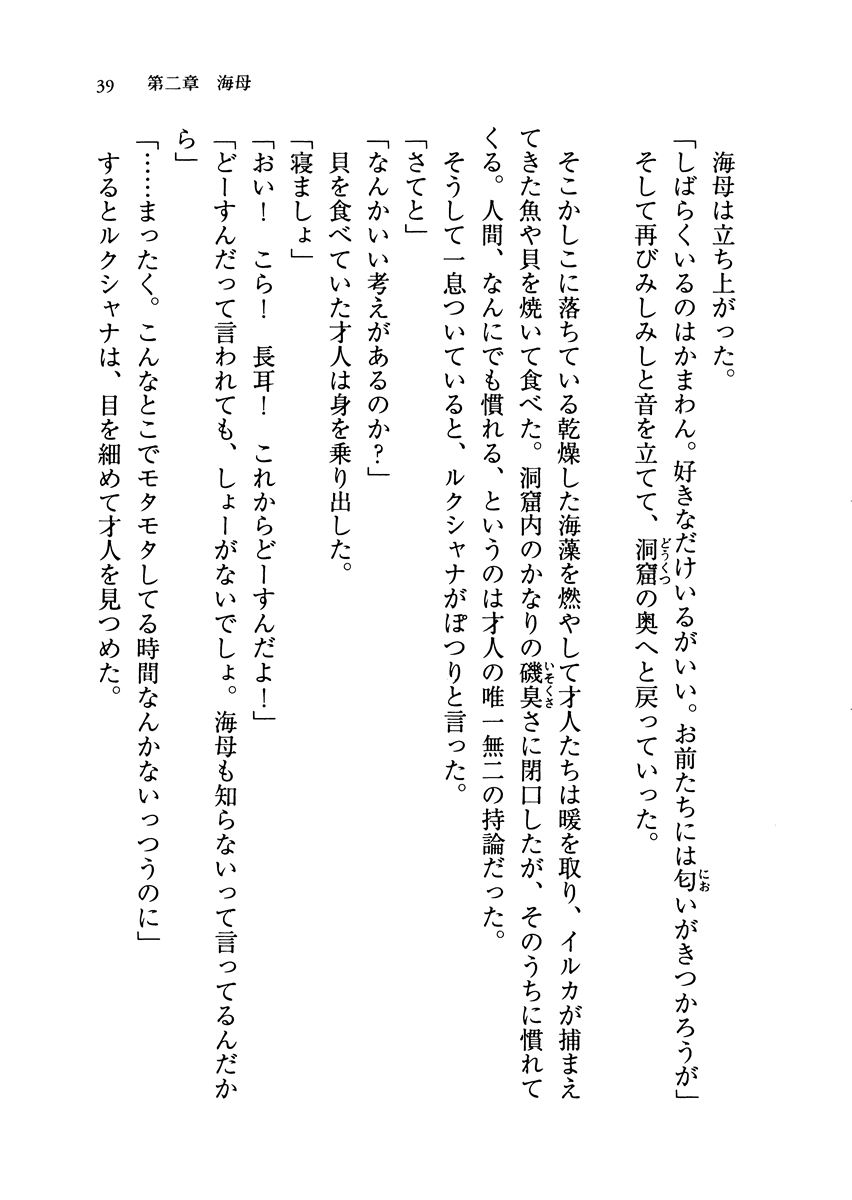 39　第二章　海母
海母は立ち上がった。
「しばらくいるのはかまわん。好きなだけいるがいい。お前たちには匂いがきつかろうが」
そして再びみしみしと音を立てて、洞窟の奥へと戻っていった。
そこかしこに落ちている乾燥した海藻を燃やして才人たちは暖を取り、イルカが捕まえ
てきた魚や貝を焼いて食べた。洞窟内のかなりの磯臭さに閉口したが、そのうちに慣れて
くる。人間、なんにでも慣れる、というのは才人の唯一無二の持論だった。
そうして一息ついていると、ルクシャナがぽつりと言った。
「さてと」
「なんかいい考えがあるのか?」
貝を食べていた才人は身を乗り出した。
「寝ましょ」
「おい！　こら！　長耳！　これからどーすんだよ！」
「どーすんだって言われても、しょーがないでしょ。海母も知らないって言ってるんだか
ら」
「……まったく。こんなとこでモタモタしてる時間なんかないっつうのに」
するとルクシャナは、目を細めて才人を見つめた。